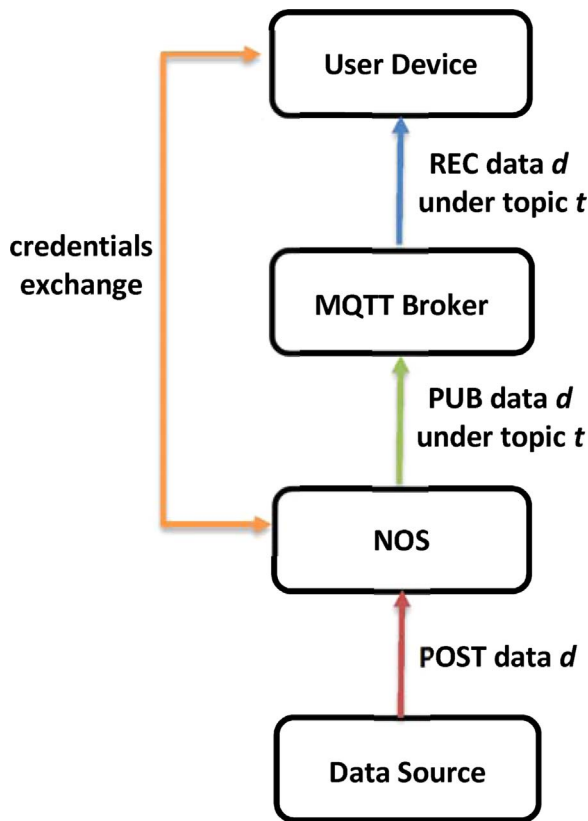 User Device
REC data d
under topic t
credentials
exchange
MQTT Broker
PUB data d
under topic t
NOS
POST data d
Data Source